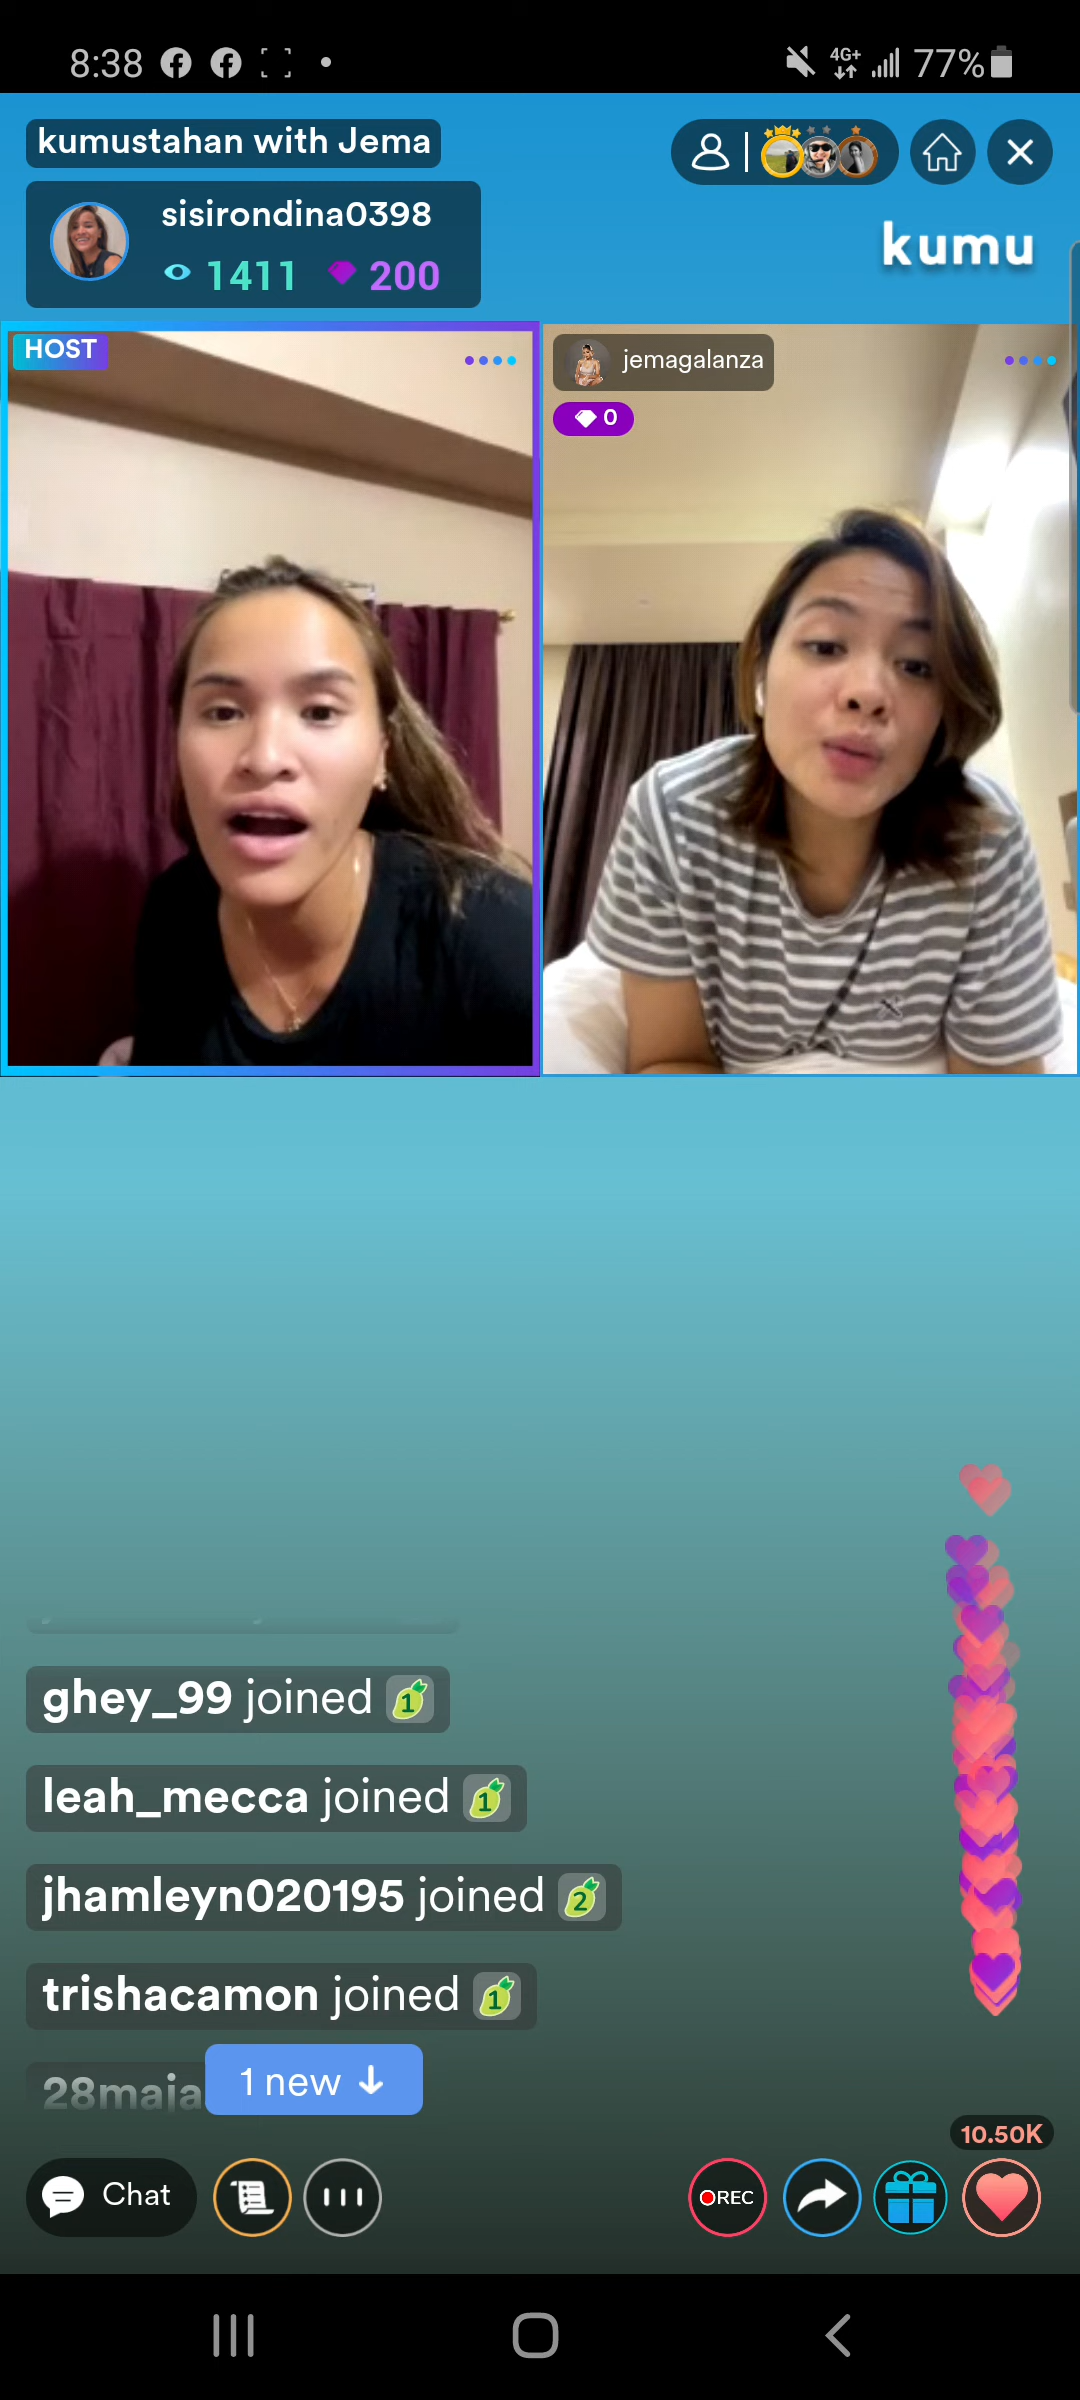 8:38
4G+
77%
kumustahan with Jema
sisirondina0398
1411 200
kumu
HOST
jemagalanza
0
ghey_99 joined 1
leah_mecca joined 1
jhamleyn020195 joined 2
trishacamon joined 1
28maja
1 new
10.50K
Chat
REC